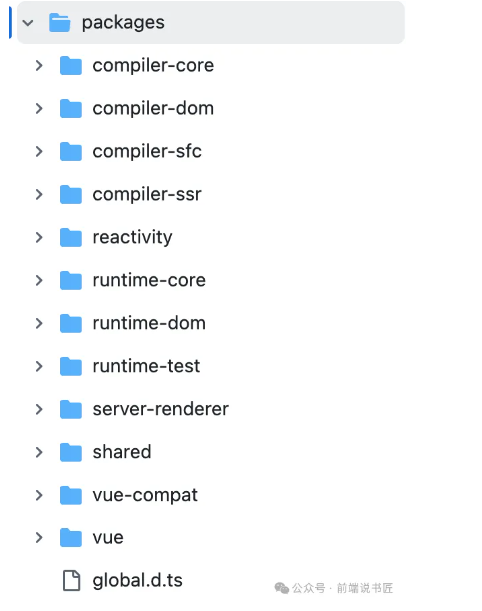 packages
compiler-core
compiler-dom
compiler-sfc
compiler-ssr
reactivity
runtime-core
runtime-dom
runtime-test
server-renderer
shared
vue-compat
vue
global.d.ts
公众号 · 前端说书匠